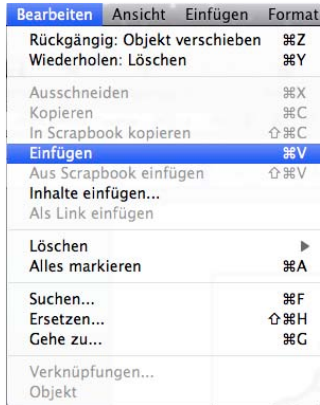 Bearbeiten Ansicht Einfügen Format
Rückgängig: Objekt verschieben ⌘Z
Wiederholen: Löschen ⌘Y
Ausschneiden ⌘X
Kopieren ⌘C
In Scrapbook kopieren ⇧⌘C
Einfügen ⌘V
Aus Scrapbook einfügen ⇧⌘V
Inhalte einfügen...
Als Link einfügen
Löschen ▶
Alles markieren ⌘A
Suchen... ⌘F
Ersetzen... ⇧⌘H
Gehe zu... ⌘G
Verknüpfungen...
Objekt